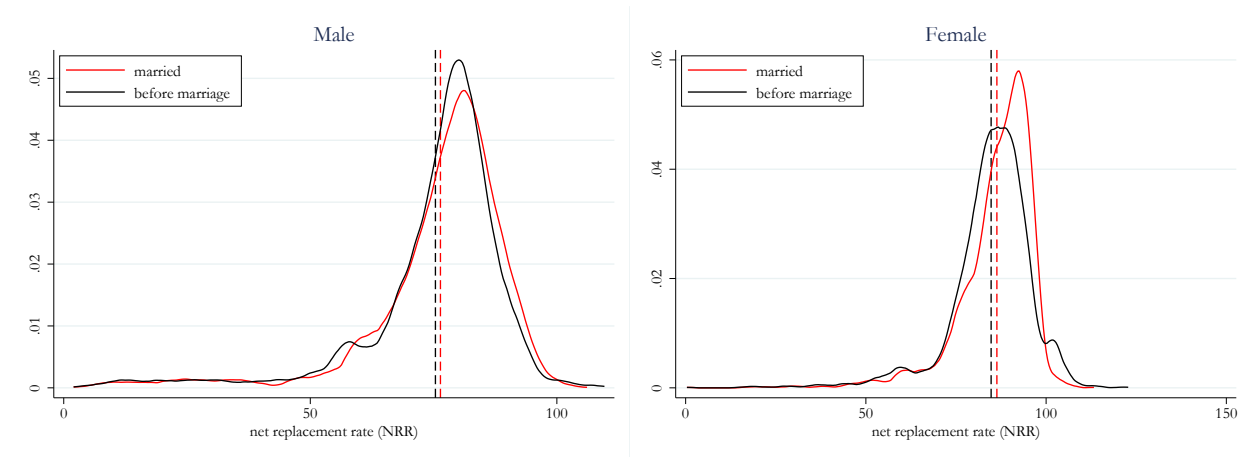 Male
married
before marriage
.05
.04
.03
.02
.01
0
0
50
100
net replacement rate (NRR)
Female
married
before marriage
.06
.04
.02
0
0
50
100
150
net replacement rate (NRR)